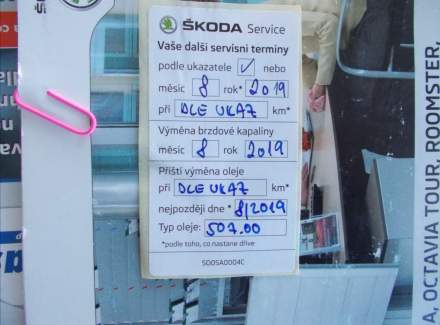 ŠKODA Service
Vaše další servisní termíny
podle ukazatele ✓ nebo
měsíc 8 rok* 2019
při DLE UKAZ km*
Výměna brzdové kapaliny
měsíc 8 rok 2019
Příští výměna oleje
při DLE UKAZ km*
nejpozději dne * 8/2019
Typ oleje: 507.00
*podle toho, co nastane dříve
S00SA0004C
A, OCTAVIA TOUR, ROOMSTER,